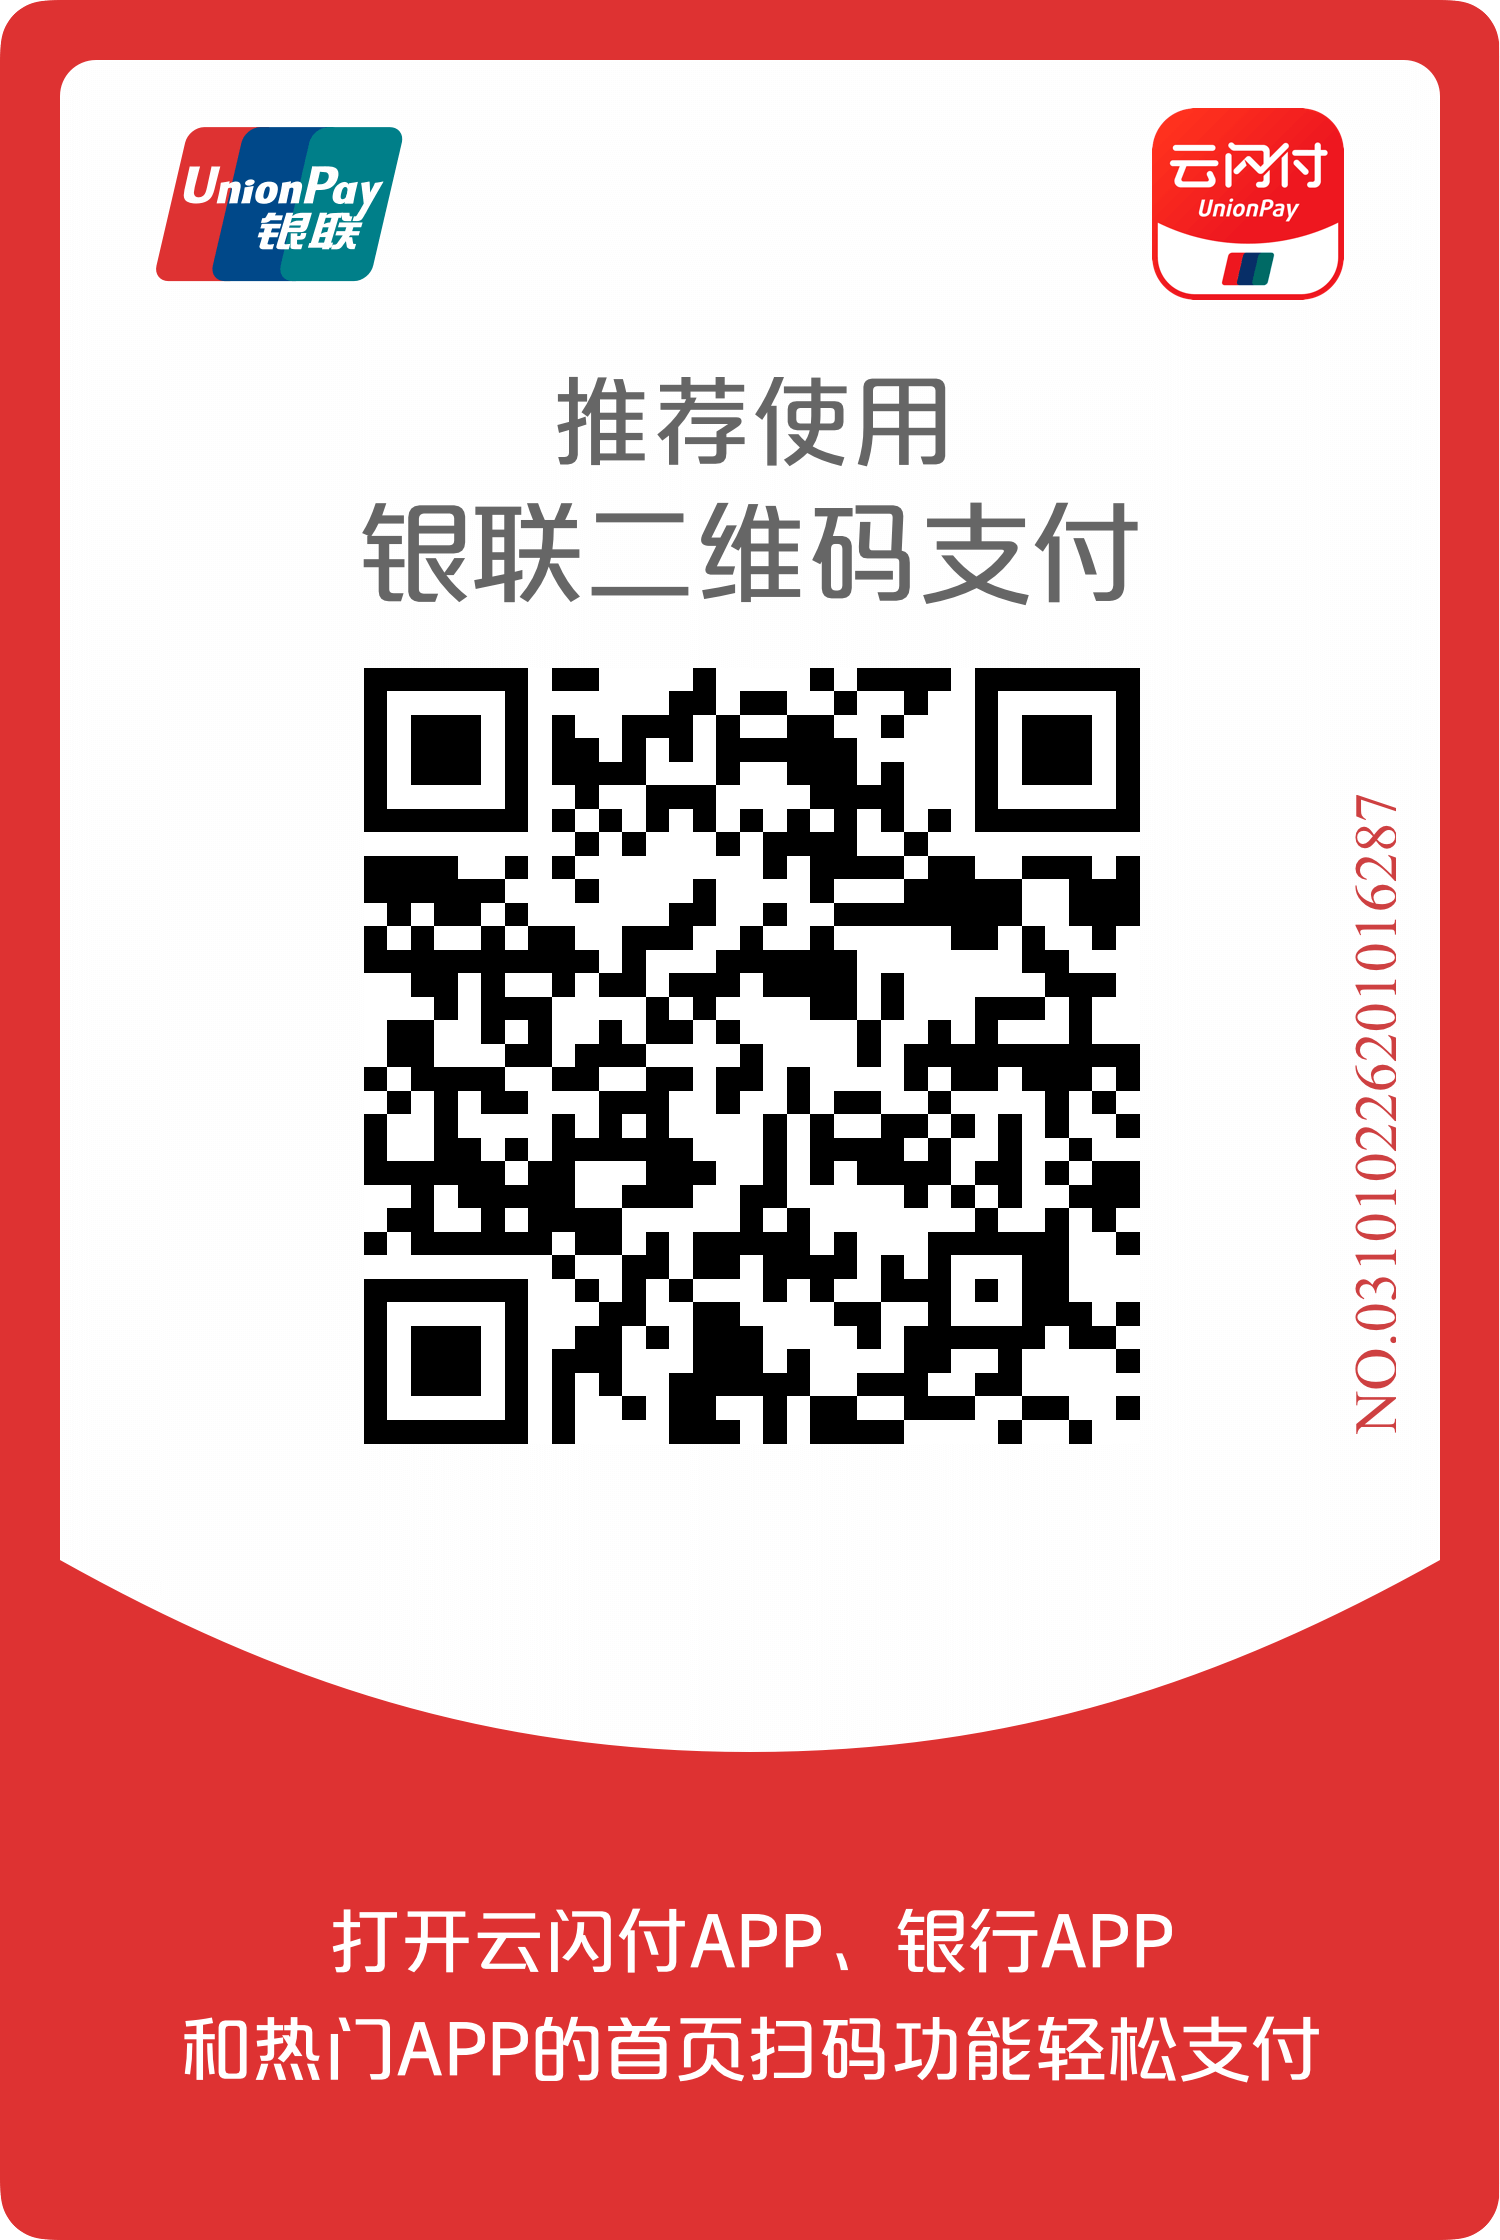 UnionPay
银联
云闪付
UnionPay
推荐使用
银联二维码支付
NO.0310102262010162​87
打开云闪付APP、银行APP
和热门APP的首页扫码功能轻松支付